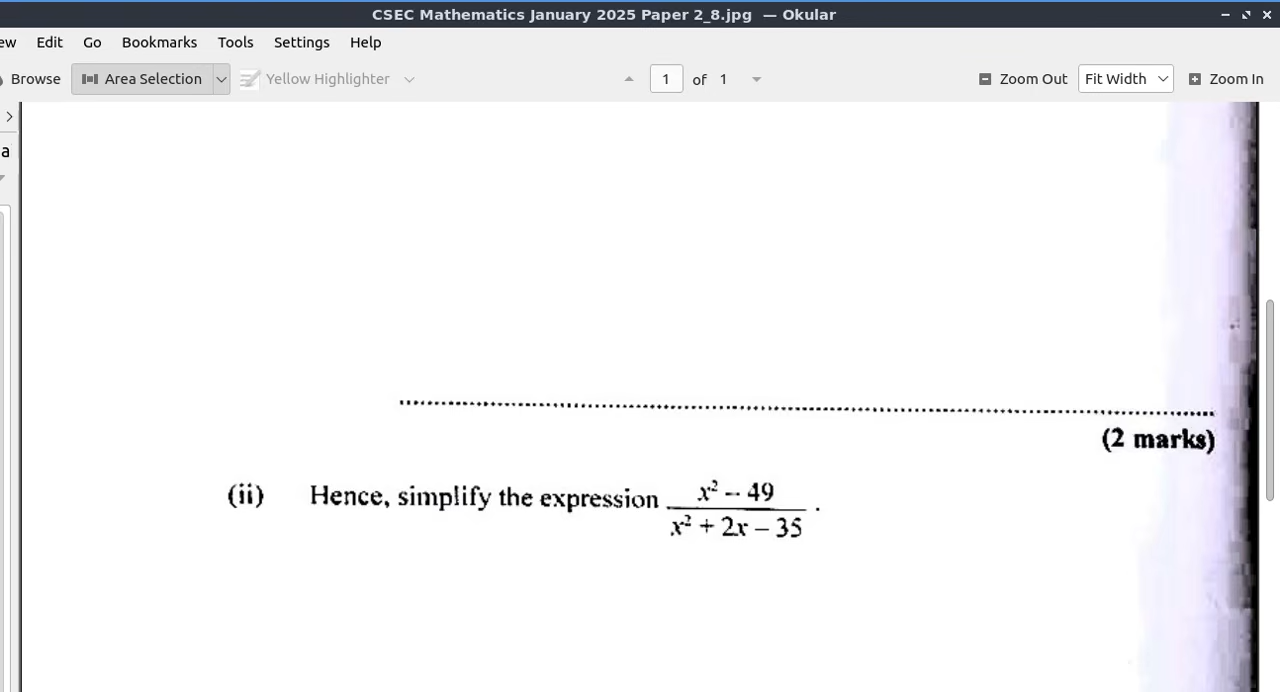 CSEC Mathematics January 2025 Paper 2_8.jpg — Okular
ew Edit Go Bookmarks Tools Settings Help
Browse Area Selection Yellow Highlighter 1 of 1 Zoom Out Fit Width Zoom In
a
(2 marks)
(ii) Hence, simplify the expression (x² – 49)/(x² + 2x – 35) .